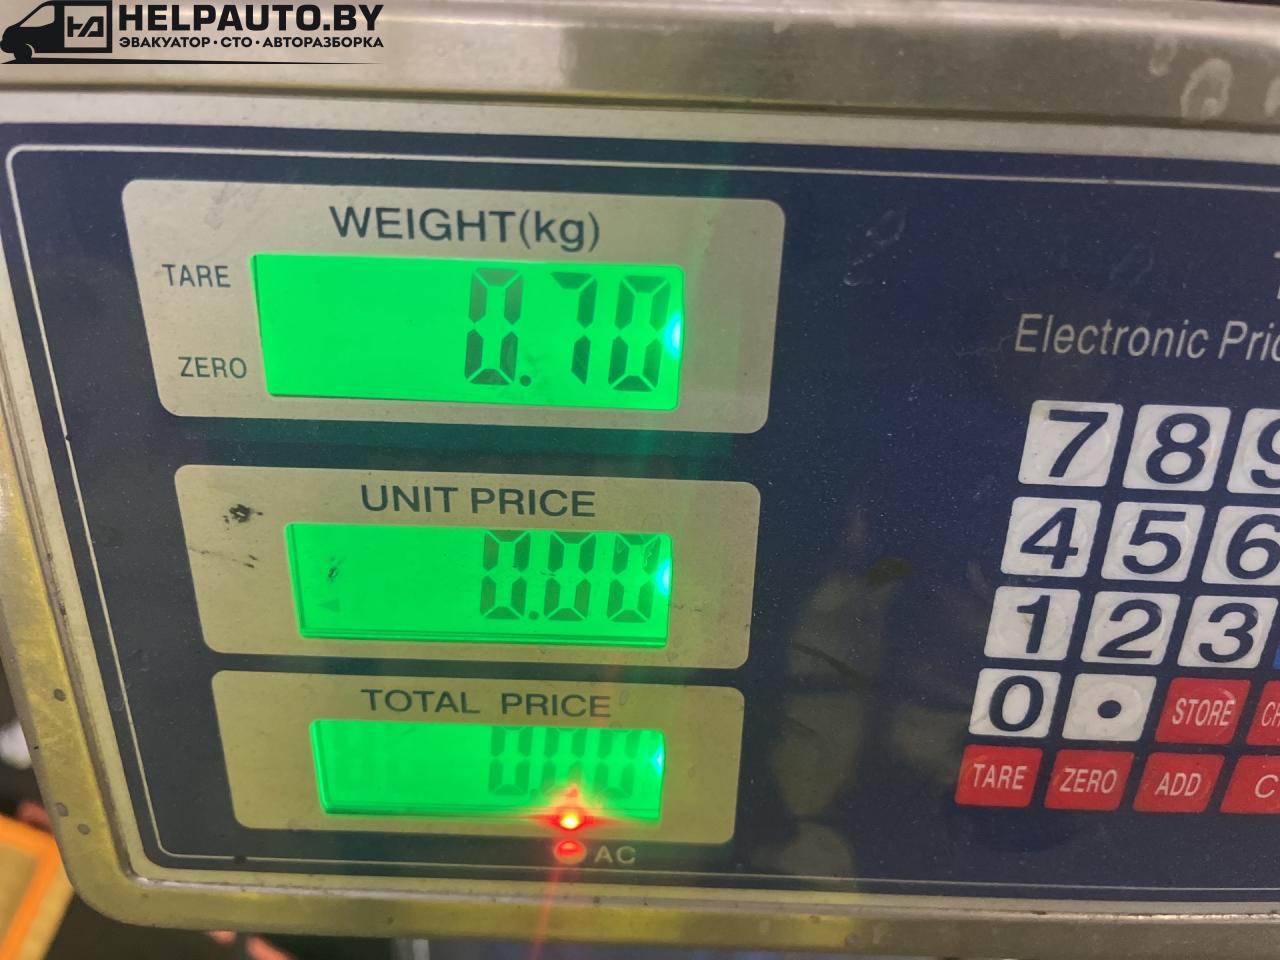 HELPAUTO.BY
ЭВАКУАТОР · СТО · АВТОРАЗБОРКА
WEIGHT(kg)
TARE
0.70
ZERO
Electronic
UNIT PRICE
0.00
TOTAL PRICE
0.00
AC
7 8 9
4 5 6
1 2 3
0 . STORE
TARE ZERO ADD